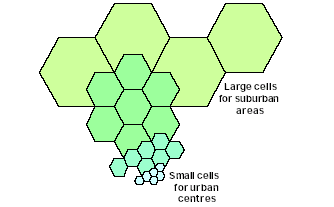 Large cells
for suburban
areas
Small cells
for urban
centres